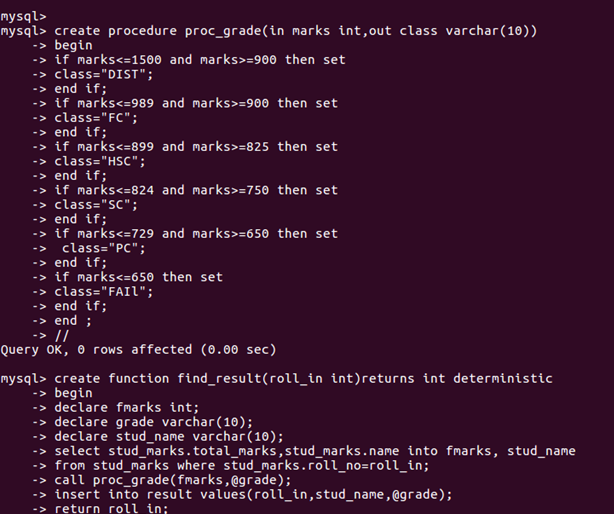 mysql>
mysql> create procedure proc_grade(in marks int,out class varchar(10))
-> begin
-> if marks<=1500 and marks>=900 then set
-> class="DIST";
-> end if;
-> if marks<=989 and marks>=900 then set
-> class="FC";
-> end if;
-> if marks<=899 and marks>=825 then set
-> class="HSC";
-> end if;
-> if marks<=824 and marks>=750 then set
-> class="SC";
-> end if;
-> if marks<=729 and marks>=650 then set
->  class="PC";
-> end if;
-> if marks<=650 then set
-> class="FAIl";
-> end if;
-> end ;
-> //
Query OK, 0 rows affected (0.00 sec)
mysql> create function find_result(roll_in int)returns int deterministic
-> begin
-> declare fmarks int;
-> declare grade varchar(10);
-> declare stud_name varchar(10);
-> select stud_marks.total_marks,stud_marks.name into fmarks, stud_name
-> from stud_marks where stud_marks.roll_no=roll_in;
-> call proc_grade(fmarks,@grade);
-> insert into result values(roll_in,stud_name,@grade);
-> return roll_in;